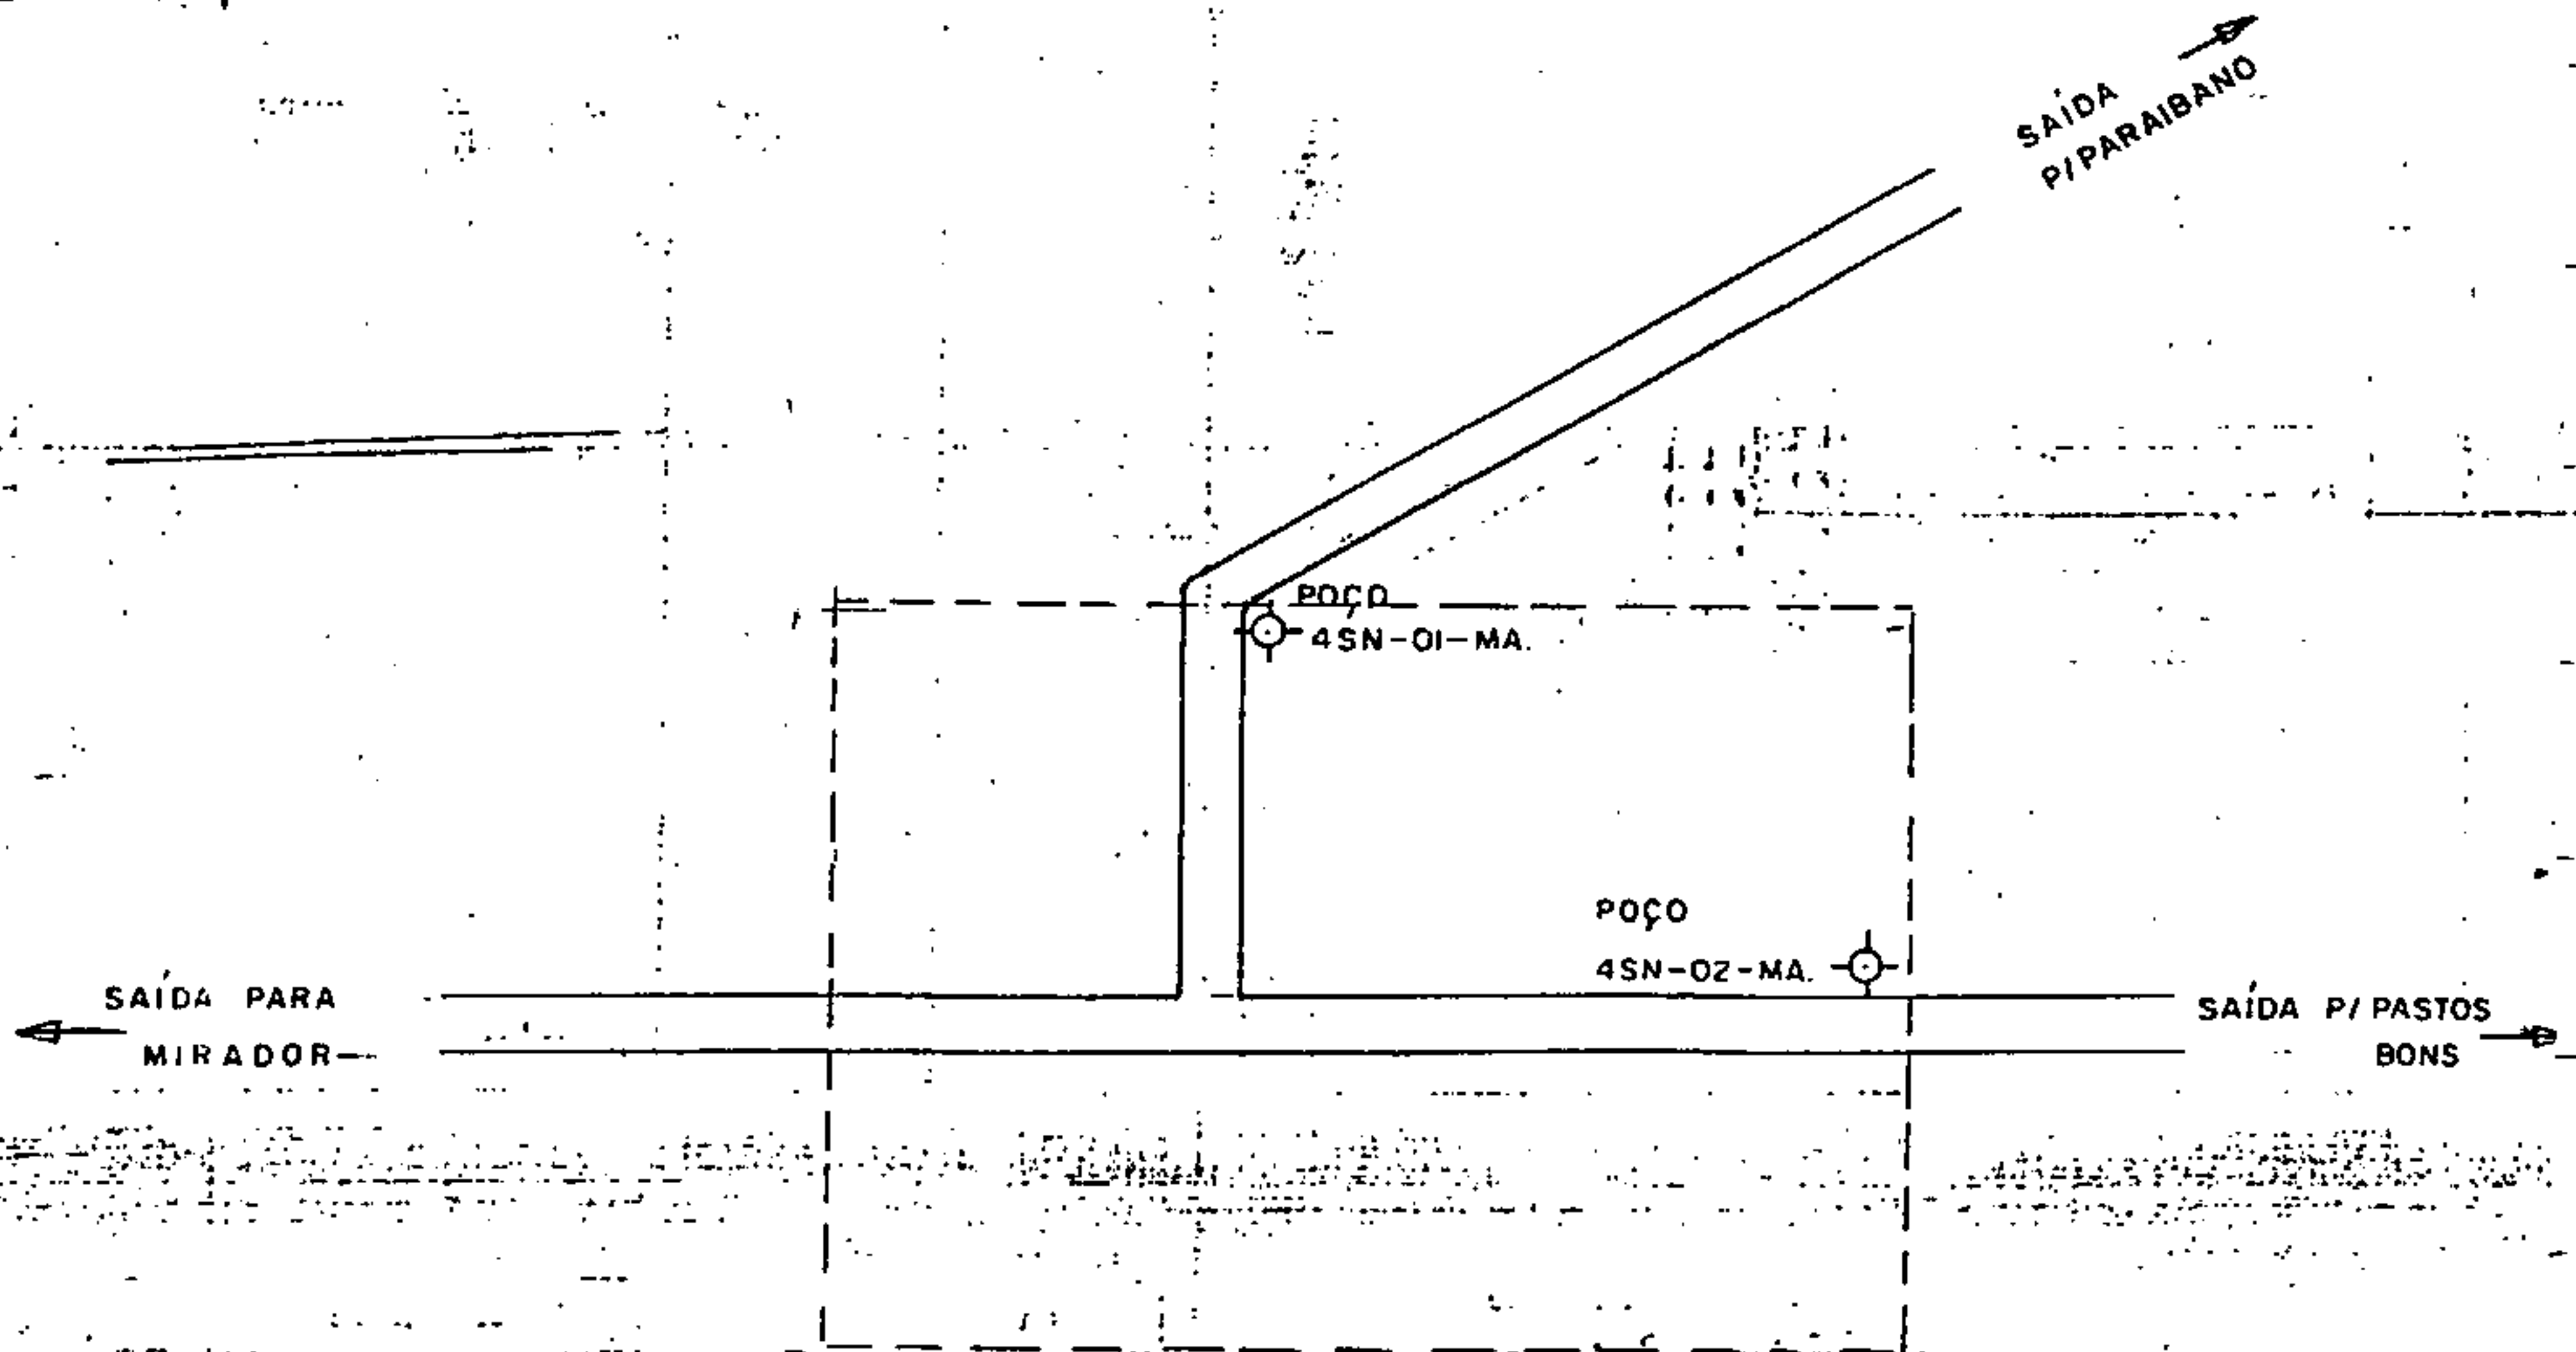 SAÍDA
P/PARAIBANO
POÇO
4SN-01-MA.
POÇO
4SN-02-MA.
SAÍDA PARA
MIRADOR
SAÍDA P/ PASTOS
BONS